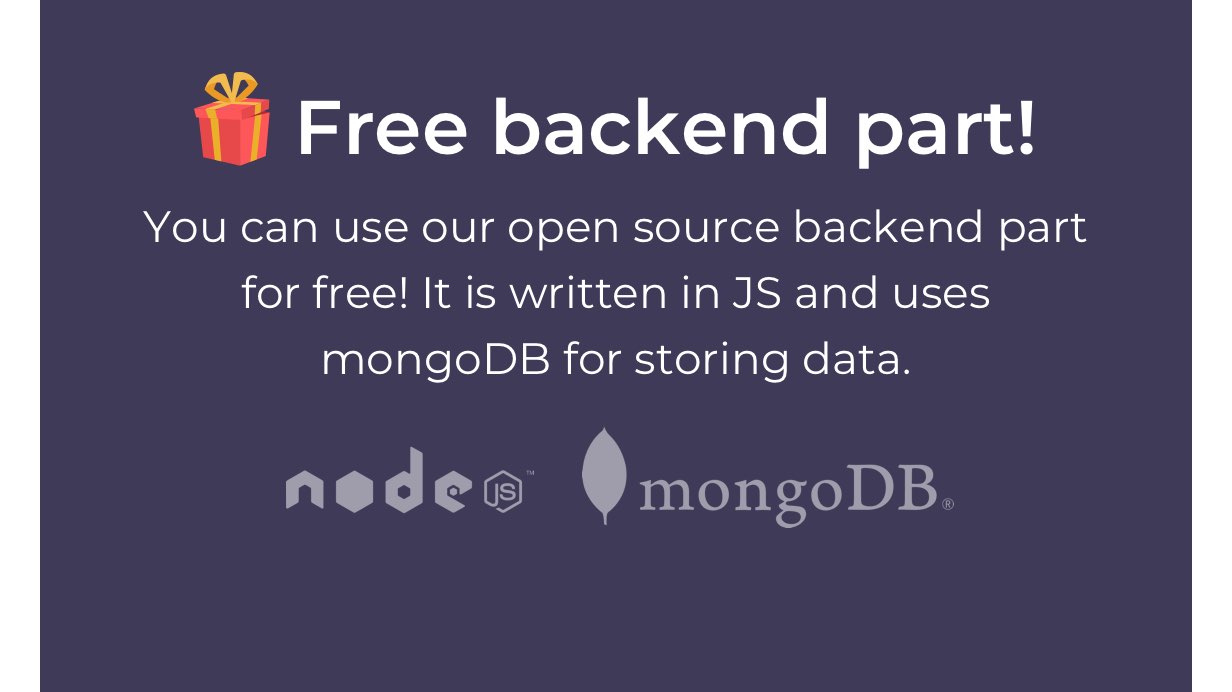 Free backend part!
You can use our open source backend part
for free! It is written in JS and uses
mongoDB for storing data.
node JS ™ mongoDB ®